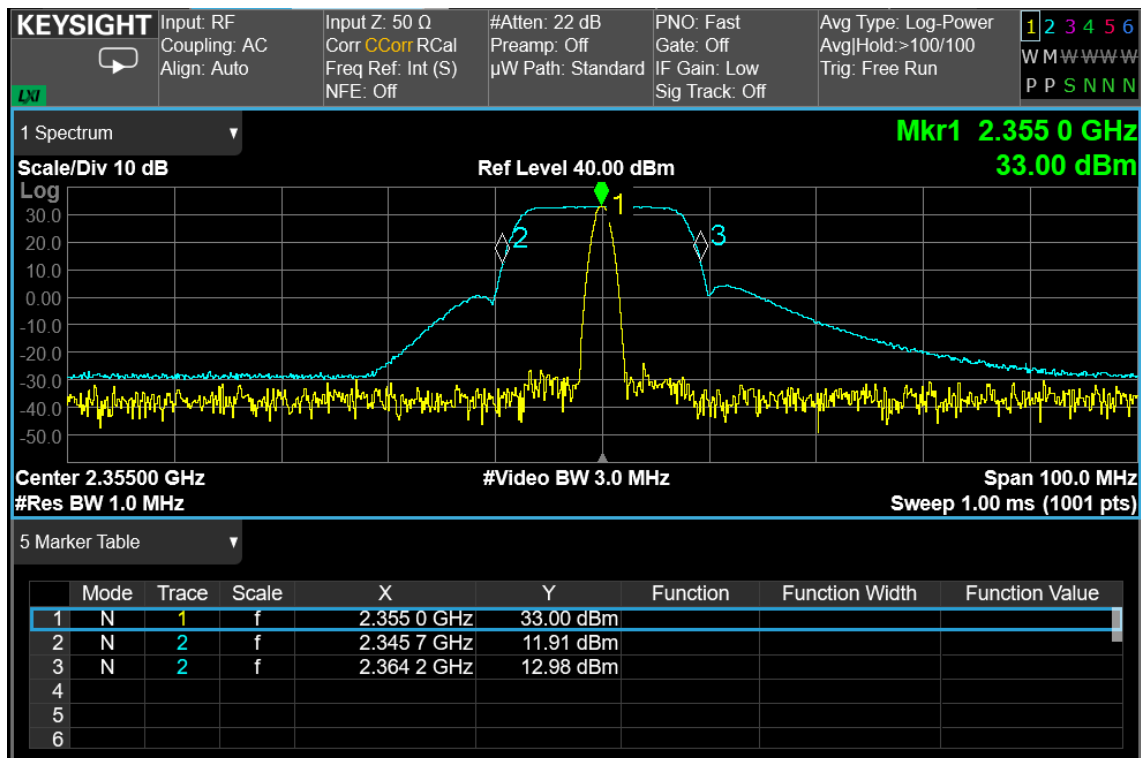 KEYSIGHT
LXI
Input: RF
Coupling: AC
Align: Auto
Input Z: 50 Ω
Corr CCorr RCal
Freq Ref: Int (S)
NFE: Off
#Atten: 22 dB
Preamp: Off
µW Path: Standard
PNO: Fast
Gate: Off
IF Gain: Low
Sig Track: Off
Avg Type: Log-Power
Avg|Hold:>100/100
Trig: Free Run
1 2 3 4 5 6
W M W W W W
P P S N N N
1 Spectrum
Mkr1 2.355 0 GHz
33.00 dBm
Scale/Div 10 dB
Ref Level 40.00 dBm
Log
1
2
3
30.0
20.0
10.0
0.00
-10.0
-20.0
-30.0
-40.0
-50.0
Center 2.35500 GHz
#Video BW 3.0 MHz
Span 100.0 MHz
#Res BW 1.0 MHz
Sweep 1.00 ms (1001 pts)
5 Marker Table
Mode Trace Scale X Y Function Function Width Function Value
1 N 1 f 2.355 0 GHz 33.00 dBm
2 N 2 f 2.345 7 GHz 11.91 dBm
3 N 2 f 2.364 2 GHz 12.98 dBm
4
5
6